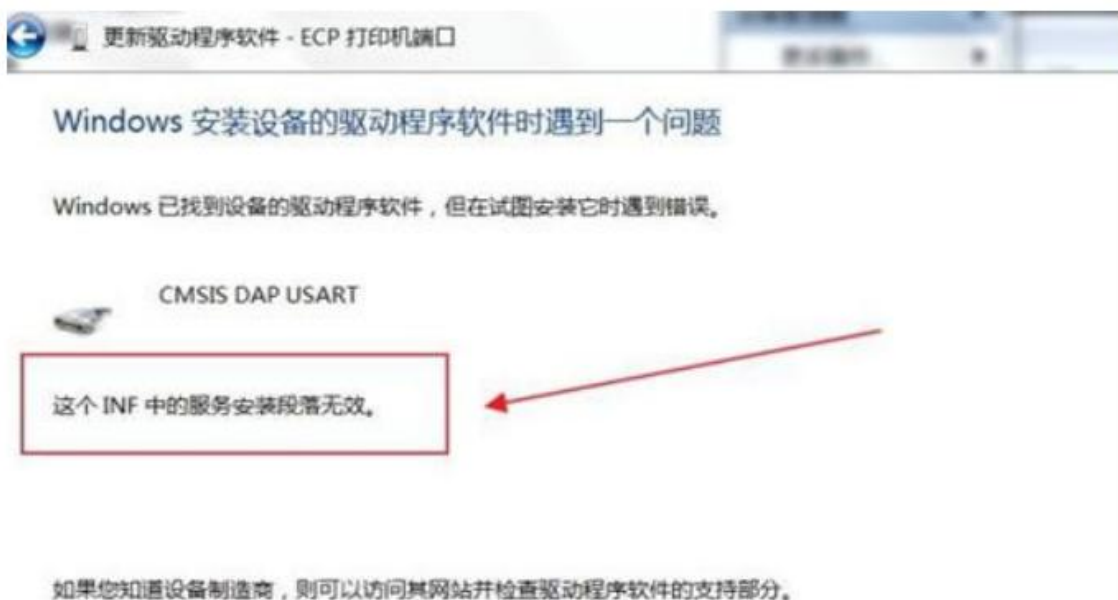 更新驱动程序软件 - ECP 打印机端口
Windows 安装设备的驱动程序软件时遇到一个问题
Windows 已找到设备的驱动程序软件，但在试图安装它时遇到错误。
CMSIS DAP USART
这个 INF 中的服务安装段落无效。
如果您知道设备制造商，则可以访问其网站并检查驱动程序软件的支持部分。